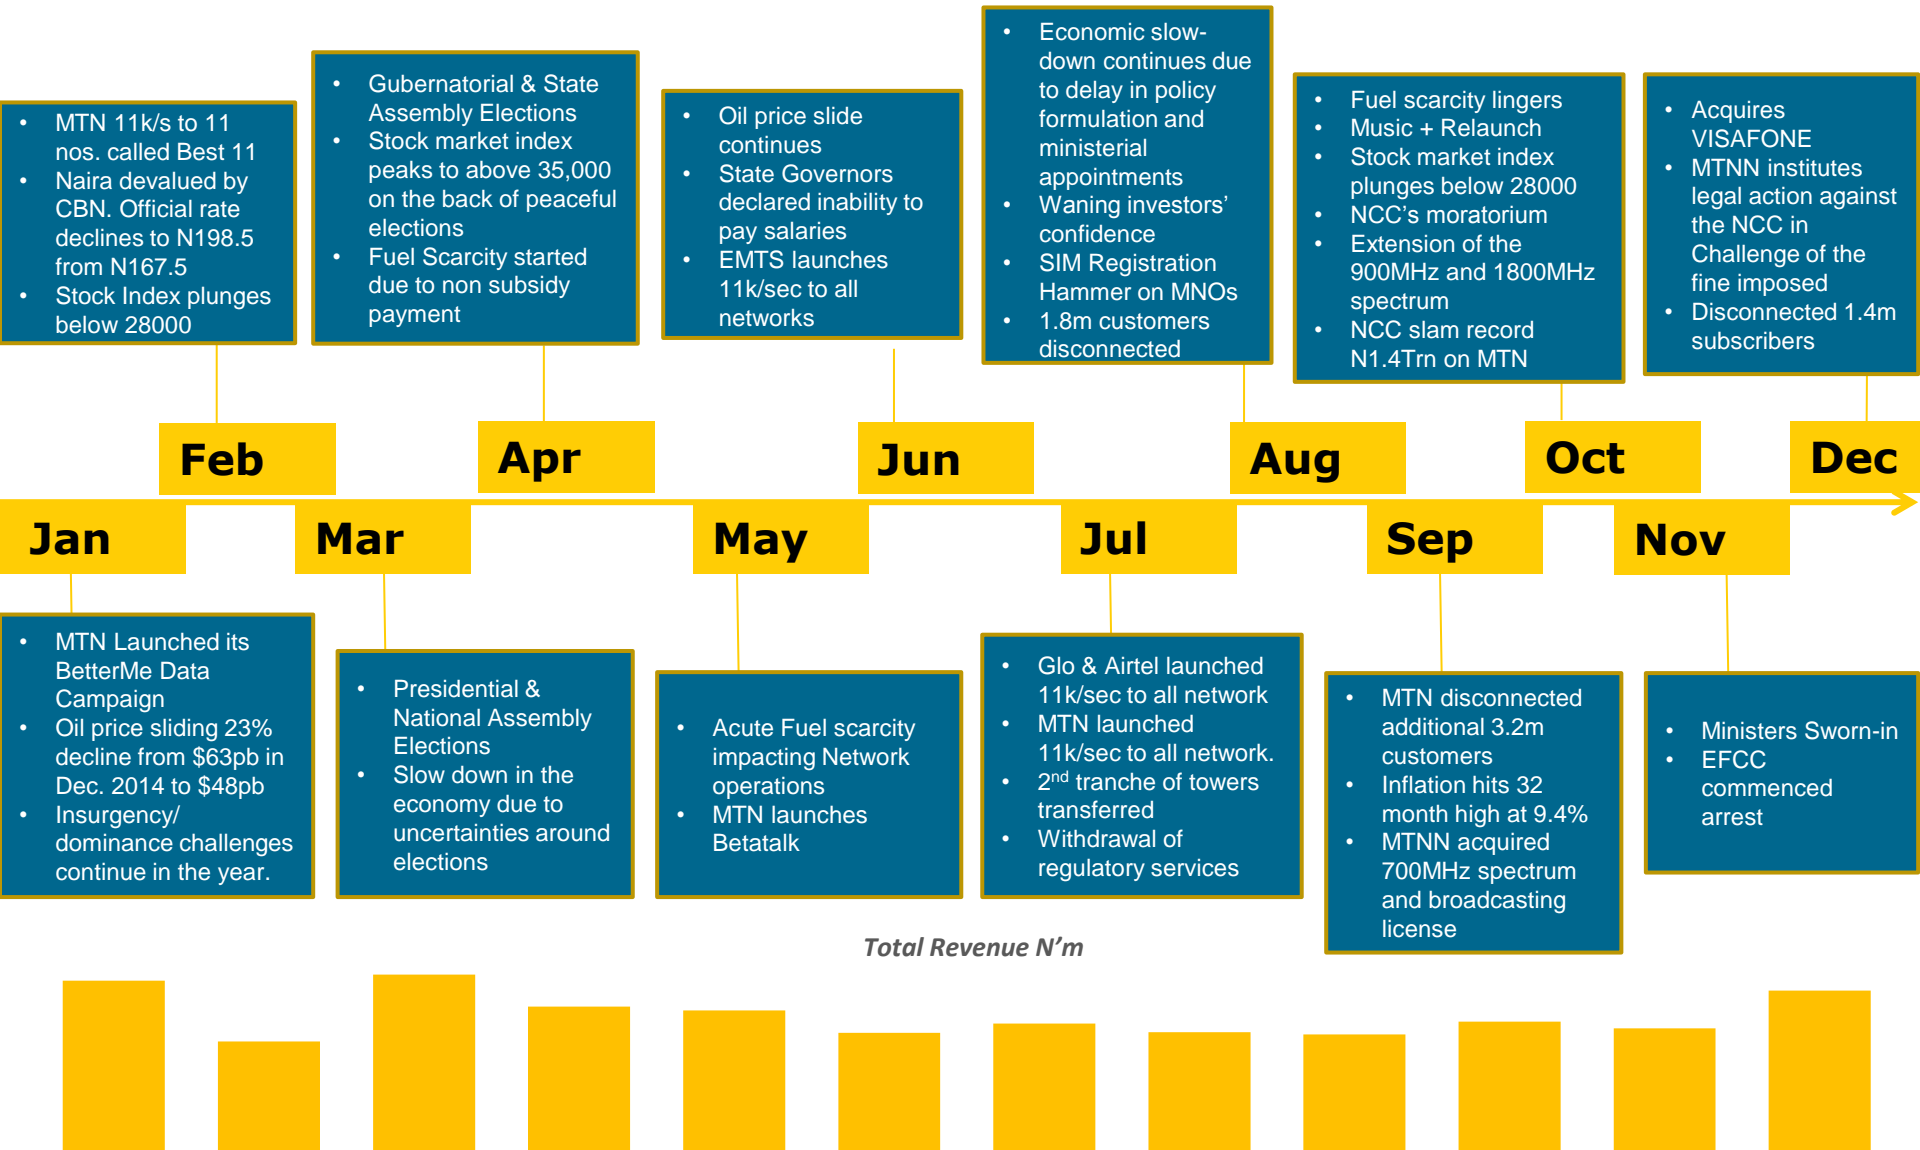 • MTN 11k/s to 11
nos. called Best 11
• Naira devalued by
CBN. Official rate
declines to N198.5
from N167.5
• Stock Index plunges
below 28000
• Gubernatorial & State
Assembly Elections
• Stock market index
peaks to above 35,000
on the back of peaceful
elections
• Fuel Scarcity started
due to non subsidy
payment
• Oil price slide
continues
• State Governors
declared inability to
pay salaries
• EMTS launches
11k/sec to all
networks
• Economic slow-
down continues due
to delay in policy
formulation and
ministerial
appointments
• Waning investors’
confidence
• SIM Registration
Hammer on MNOs
• 1.8m customers
disconnected
• Fuel scarcity lingers
• Music + Relaunch
• Stock market index
plunges below 28000
• NCC’s moratorium
• Extension of the
900MHz and 1800MHz
spectrum
• NCC slam record
N1.4Trn on MTN
• Acquires
VISAFONE
• MTNN institutes
legal action against
the NCC in
Challenge of the
fine imposed
• Disconnected 1.4m
subscribers
Feb
Apr
Jun
Aug
Oct
Dec
Jan
Mar
May
Jul
Sep
Nov
• MTN Launched its
BetterMe Data
Campaign
• Oil price sliding 23%
decline from $63pb in
Dec. 2014 to $48pb
• Insurgency/
dominance challenges
continue in the year.
• Presidential &
National Assembly
Elections
• Slow down in the
economy due to
uncertainties around
elections
• Acute Fuel scarcity
impacting Network
operations
• MTN launches
Betatalk
• Glo & Airtel launched
11k/sec to all network
• MTN launched
11k/sec to all network.
• 2nd tranche of towers
transferred
• Withdrawal of
regulatory services
• MTN disconnected
additional 3.2m
customers
• Inflation hits 32
month high at 9.4%
• MTNN acquired
700MHz spectrum
and broadcasting
license
• Ministers Sworn-in
• EFCC
commenced
arrest
Total Revenue N’m